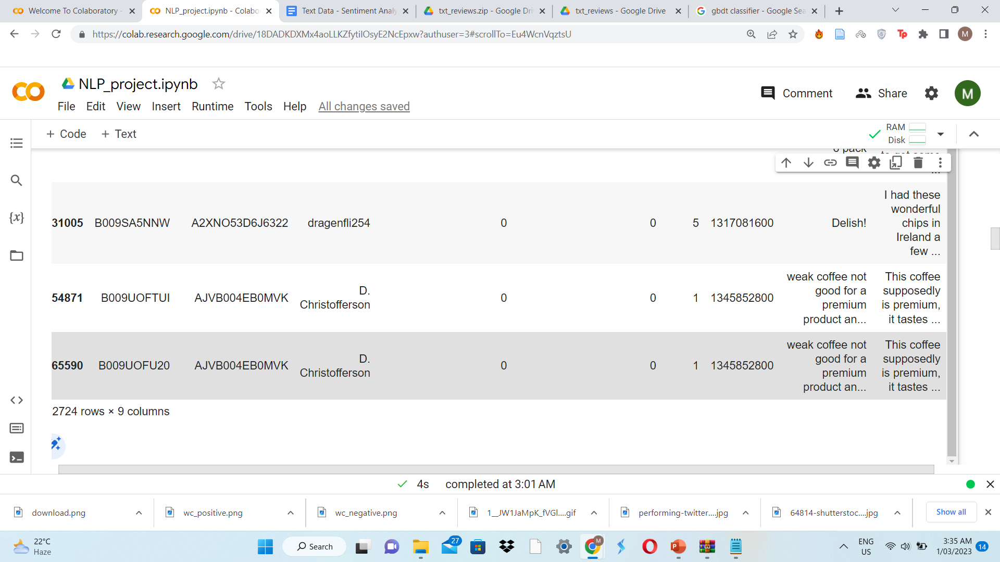 Welcome To Colaboratory -
NLP_project.ipynb - Colabo
Text Data - Sentiment Analy
txt_reviews.zip - Google Dri
txt_reviews - Google Drive
gbdt classifier - Google Sea
https://colab.research.google.com/drive/18DADKDXMx4aoLLKZfytiIOsyE2NcEpxw?authuser=3#scrollTo=Eu4WcnVqztsU
Tp
M
NLP_project.ipynb
File Edit View Insert Runtime Tools Help All changes saved
Comment
Share
M
+ Code + Text
RAM
Disk
6 pack
to get some
...
31005 B009SA5NNW A2XNO53D6J6322 dragenfli254 0 0 5 1317081600 Delish!
I had these
wonderful
chips in
Ireland a
few ...
54871 B009UOFTUI AJVB004EB0MVK
D.
Christofferson
0 0 1 1345852800
weak coffee not
good for a
premium
product an...
This coffee
supposedly
is premium,
it tastes ...
65590 B009UOFU20 AJVB004EB0MVK
D.
Christofferson
0 0 1 1345852800
weak coffee not
good for a
premium
product an...
This coffee
supposedly
is premium,
it tastes ...
2724 rows × 9 columns
4s completed at 3:01 AM
download.png
wc_positive.png
wc_negative.png
1__JW1JaMpK_fVGl....gif
performing-twitter....jpg
64814-shutterstoc....jpg
Show all
22°C
Haze
Search
27
M
ENG
US
3:35 AM
1/03/2023
14